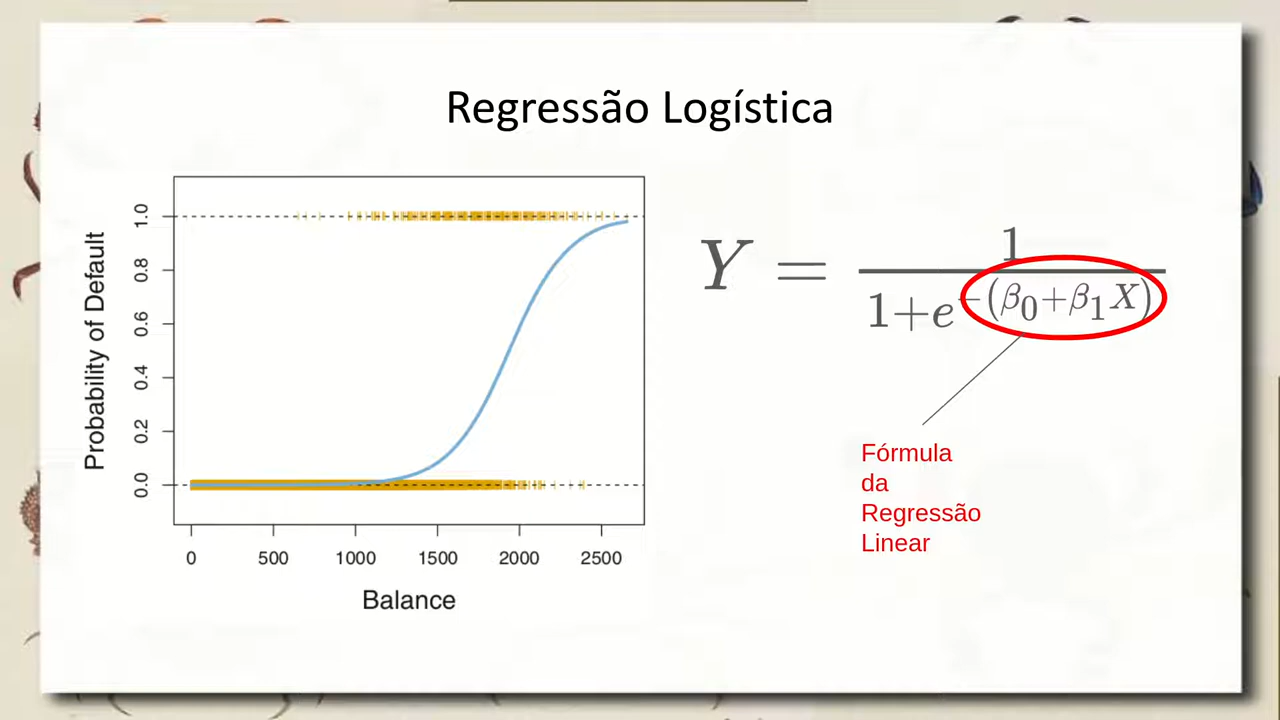 Regressão Logística
Probability of Default
1.0
0.8
0.6
0.4
0.2
0.0
0 500 1000 1500 2000 2500
Balance
Y = 1 / 1+e^−(β₀+β₁X)
Fórmula
da
Regressão
Linear